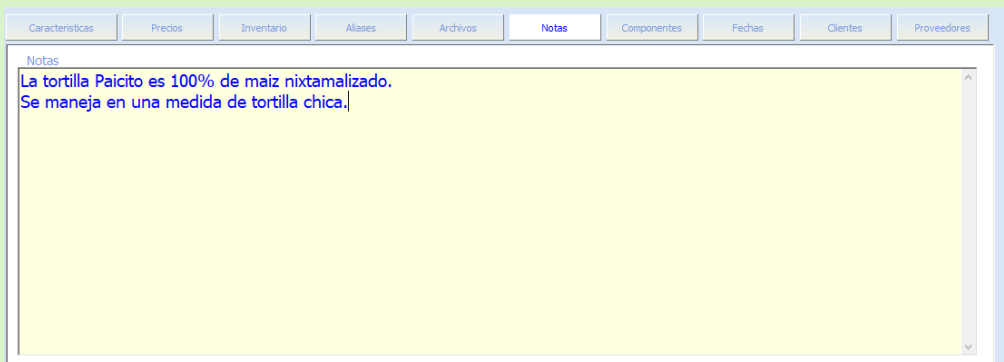 Caracteristicas Precios Inventario Aliases Archivos Notas Componentes Fechas Clientes Proveedores
Notas
La tortilla Paicito es 100% de maiz nixtamalizado.
Se maneja en una medida de tortilla chica.